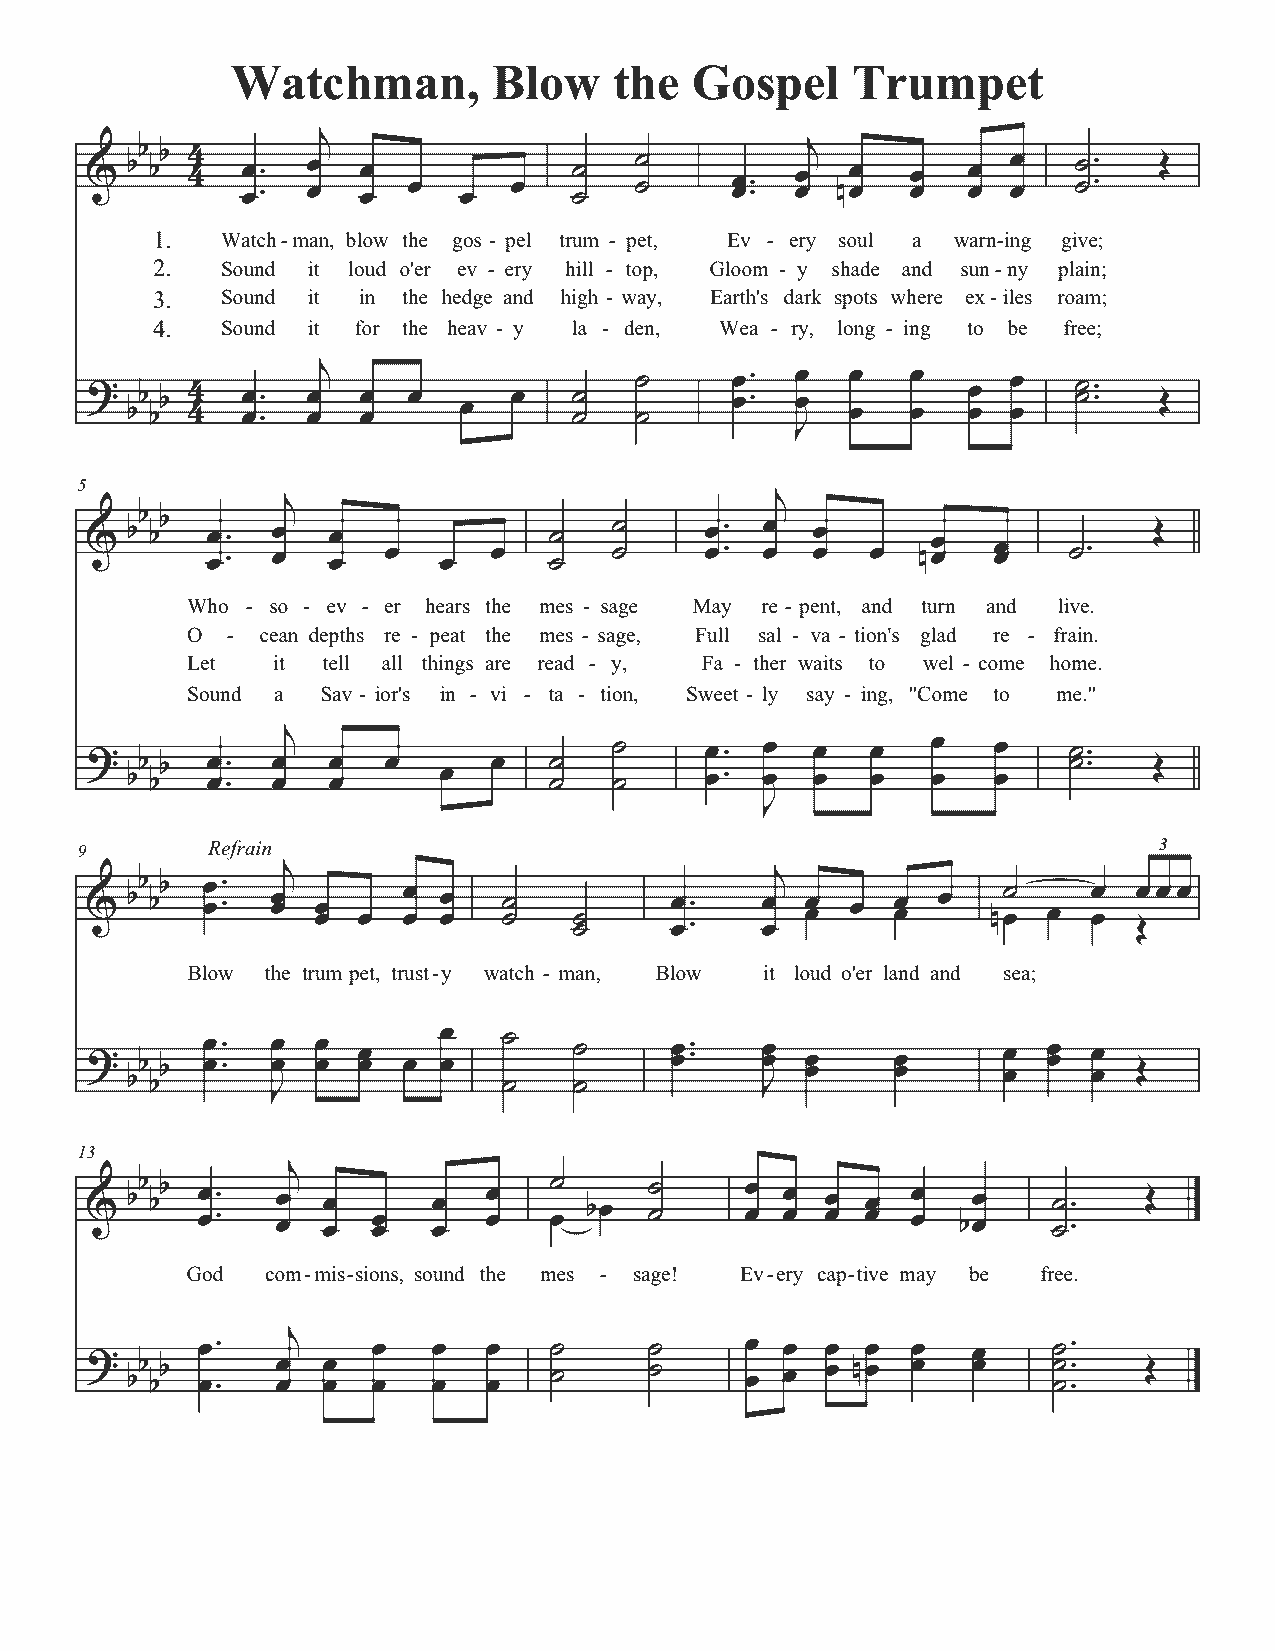 Watchman, Blow the Gospel Trumpet
1. Watch - man, blow the gos - pel trum - pet, Ev - ery soul a warn-ing give;
2. Sound it loud o'er ev - ery hill - top, Gloom - y shade and sun - ny plain;
3. Sound it in the hedge and high - way, Earth's dark spots where ex - iles roam;
4. Sound it for the heav - y la - den, Wea - ry, long - ing to be free;
5
Who - so - ev - er hears the mes - sage May re - pent, and turn and live.
O - cean depths re - peat the mes - sage, Full sal - va - tion's glad re - frain.
Let it tell all things are read - y, Fa - ther waits to wel - come home.
Sound a Sav - ior's in - vi - ta - tion, Sweet - ly say - ing, "Come to me."
9 Refrain 3
Blow the trum pet, trust-y watch - man, Blow it loud o'er land and sea;
13
God com-mis-sions, sound the mes - sage! Ev-ery cap-tive may be free.